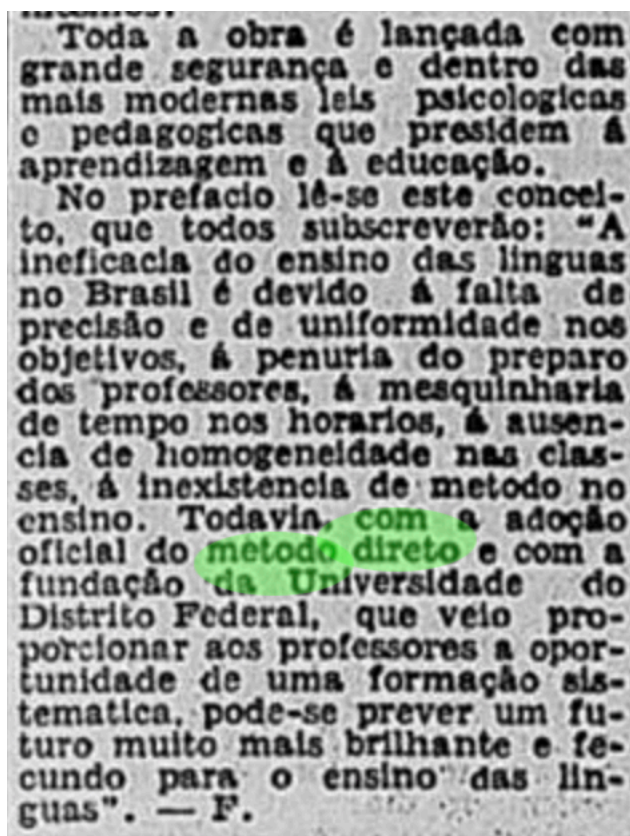 Toda a obra é lançada com
grande segurança e dentro das
mais modernas leis psicologicas
e pedagogicas que presidem á
aprendizagem e á educação.
No prefacio lê-se este concei-
to, que todos subscreverão: "A
ineficacia do ensino das linguas
no Brasil é devido á falta de
precisão e de uniformidade nos
objetivos, á penuria do preparo
dos professores, á mesquinharia
de tempo nos horarios, á ausen-
cia de homogeneidade nas clas-
ses, á inexistencia de metodo no
ensino. Todavia, com a adoção
oficial do metodo direto e com a
fundação da Universidade do
Distrito Federal, que veio pro-
porcionar aos professores a opor-
tunidade de uma formação sis-
tematica, pode-se prever um fu-
turo muito mais brilhante e fe-
cundo para o ensino das lin-
guas". — F.